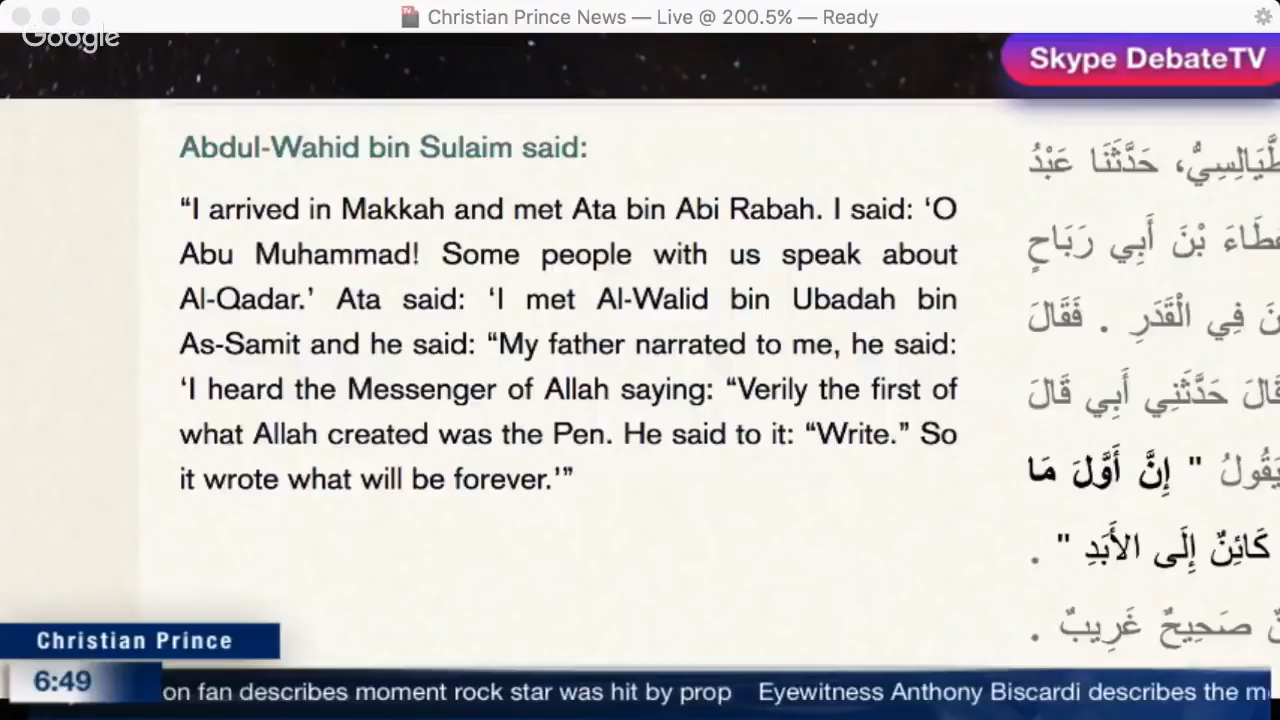 Christian Prince News — Live @ 200.5% — Ready
Google
Skype DebateTV
Abdul-Wahid bin Sulaim said:
“I arrived in Makkah and met Ata bin Abi Rabah. I said: ‘O
Abu Muhammad! Some people with us speak about
Al-Qadar.’ Ata said: ‘I met Al-Walid bin Ubadah bin
As-Samit and he said: “My father narrated to me, he said:
‘I heard the Messenger of Allah saying: “Verily the first of
what Allah created was the Pen. He said to it: “Write.” So
it wrote what will be forever.'”
حَدَّثَنَا عَبْدُ
بْنَ أَبِي رَبَاحٍ
فِي الْقَدَرِ . فَقَالَ
حَدَّثَنِي أَبِي قَالَ
" إِنَّ أَوَّلَ مَا
كَائِنٌ إِلَى الأَبَدِ " .
صَحِيحٌ غَرِيبٌ .
Christian Prince
6:49
on fan describes moment rock star was hit by prop Eyewitness Anthony Biscardi describes the